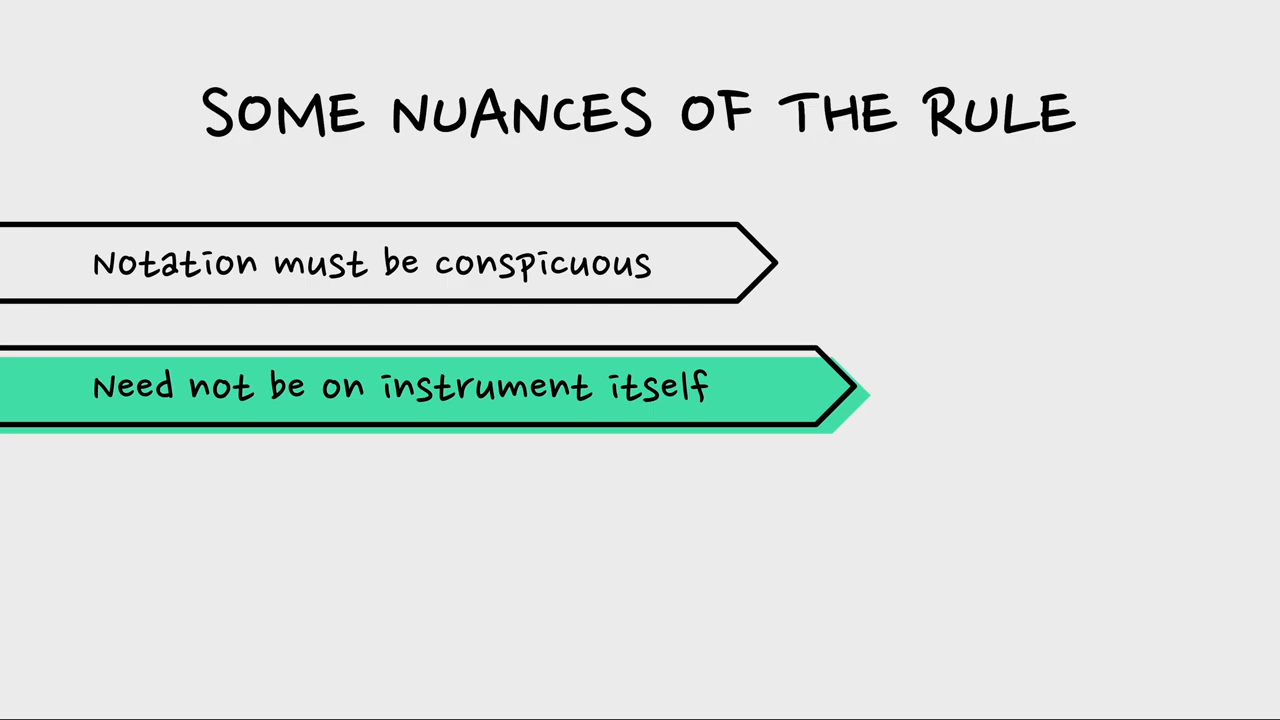 SOME NUANCES OF THE RULE
Notation must be conspicuous
Need not be on instrument itself